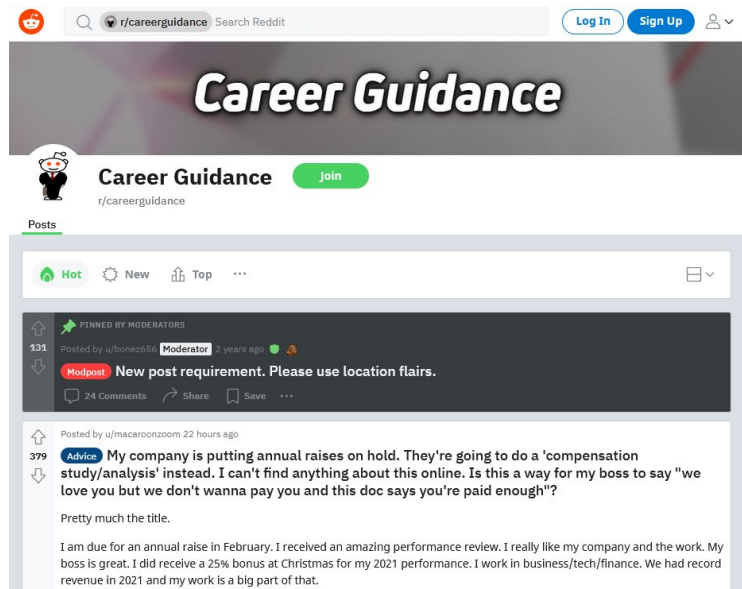 r/careerguidance Search Reddit
Log In
Sign Up
Career Guidance
Career Guidance
Join
r/careerguidance
Posts
Hot
New
Top
PINNED BY MODERATORS
131
Posted by u/bonez656 Moderator 2 years ago
Modpost New post requirement. Please use location flairs.
24 Comments
Share
Save
Posted by u/macaroonzoom 22 hours ago
379
Advice My company is putting annual raises on hold. They're going to do a 'compensation
study/analysis' instead. I can't find anything about this online. Is this a way for my boss to say "we
love you but we don't wanna pay you and this doc says you're paid enough"?
Pretty much the title.
I am due for an annual raise in February. I received an amazing performance review. I really like my company and the work. My
boss is great. I did receive a 25% bonus at Christmas for my 2021 performance. I work in business/tech/finance. We had record
revenue in 2021 and my work is a big part of that.